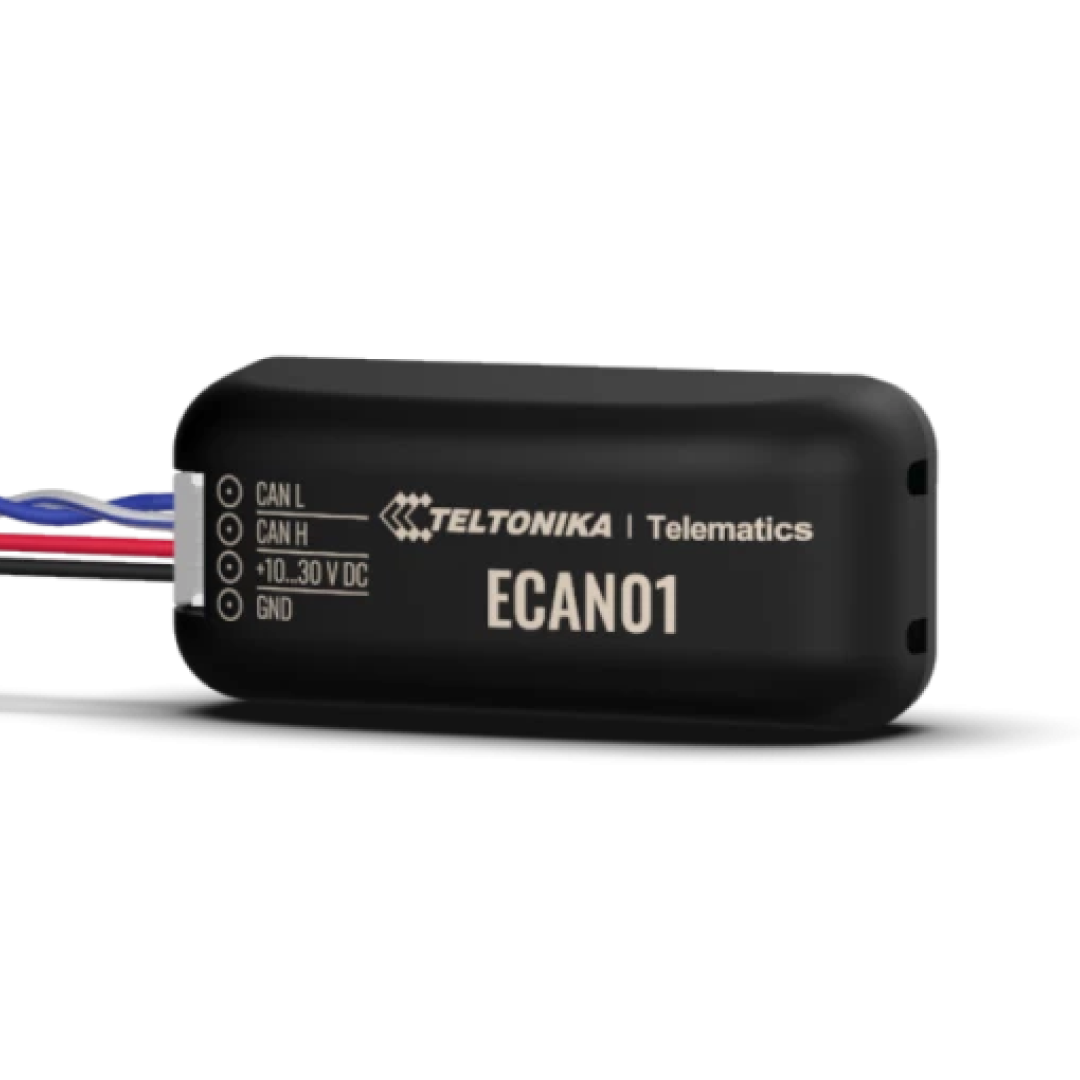 CAN L
CAN H
+10...30 V DC
GND
TELTONIKA | Telematics
ECAN01